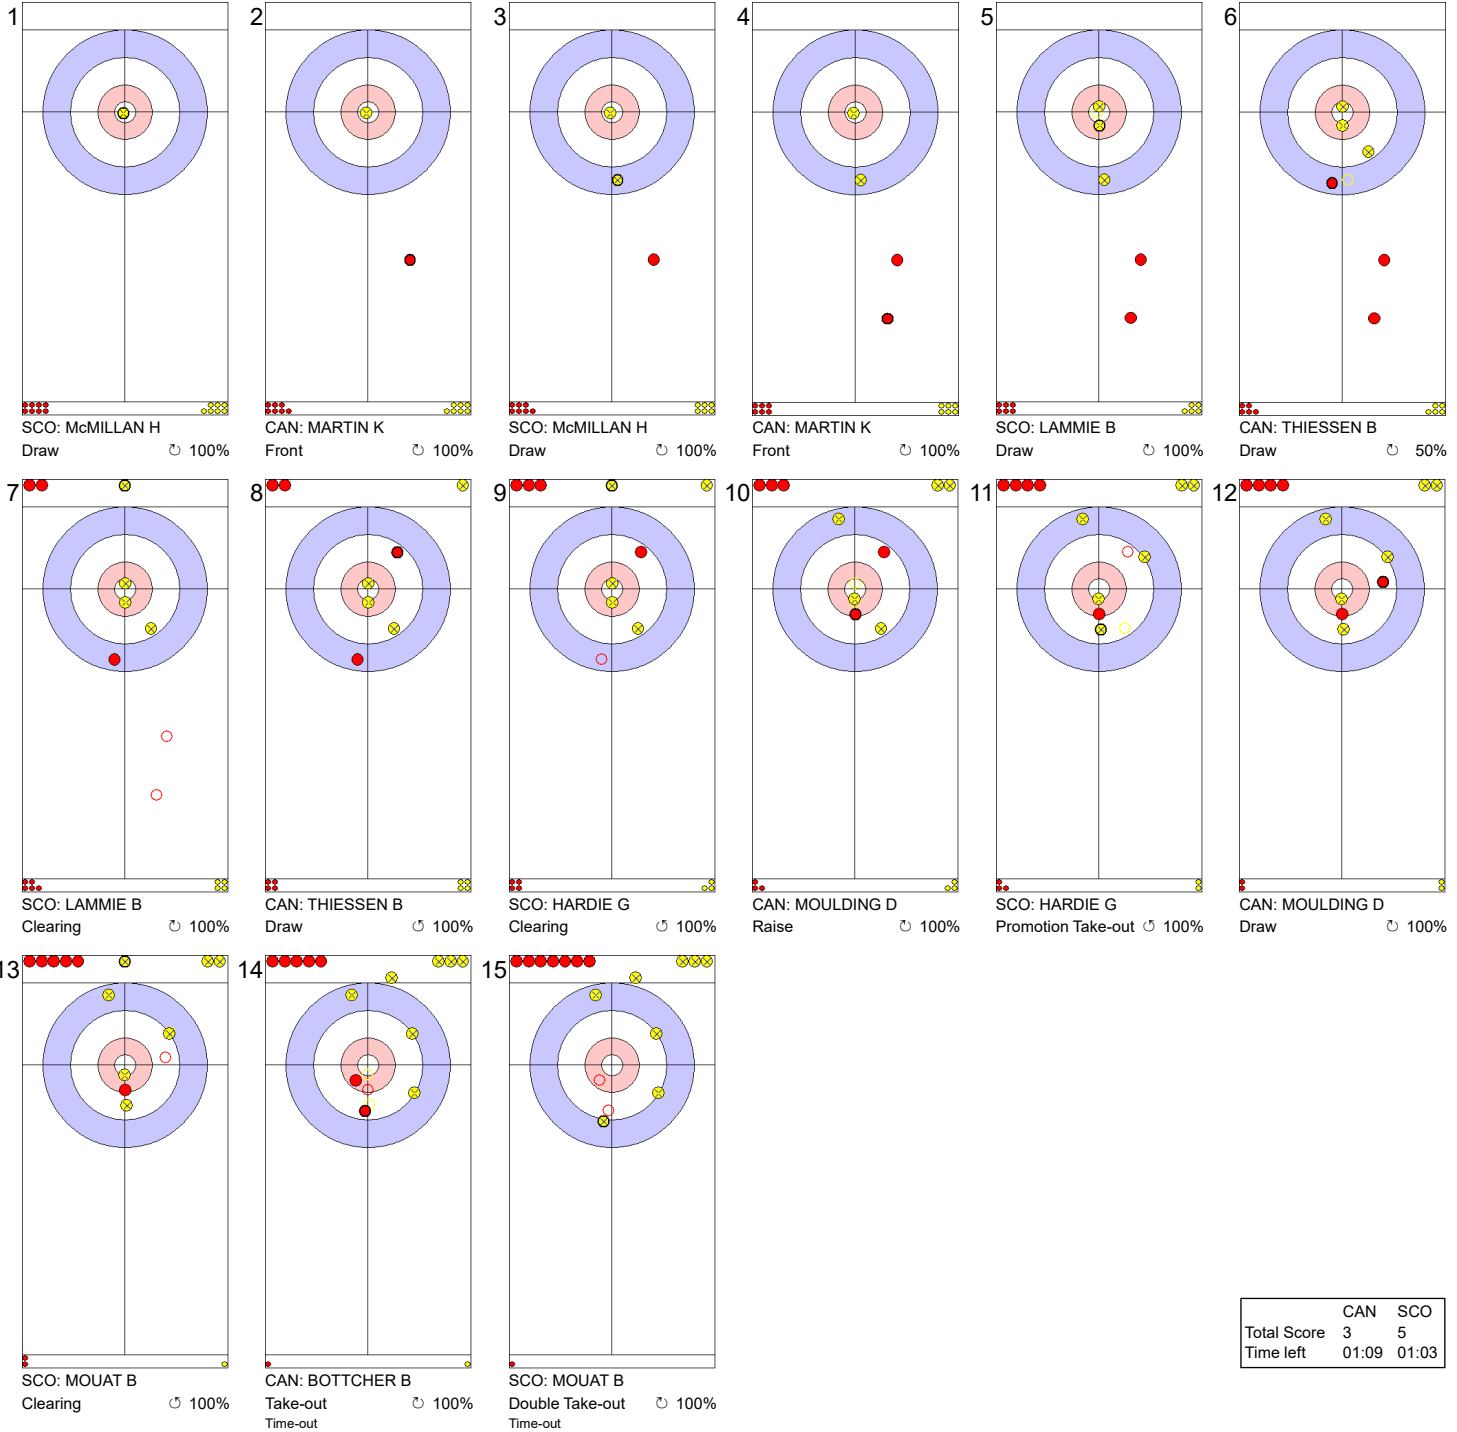 1
2
3
4
5
6
SCO: McMILLAN H
Draw ↻ 100%
CAN: MARTIN K
Front ↻ 100%
SCO: McMILLAN H
Draw ↻ 100%
CAN: MARTIN K
Front ↻ 100%
SCO: LAMMIE B
Draw ↻ 100%
CAN: THIESSEN B
Draw ↻ 50%
7
8
9
10
11
12
SCO: LAMMIE B
Clearing ↻ 100%
CAN: THIESSEN B
Draw ↺ 100%
SCO: HARDIE G
Clearing ↺ 100%
CAN: MOULDING D
Raise ↻ 100%
SCO: HARDIE G
Promotion Take-out ↺ 100%
CAN: MOULDING D
Draw ↻ 100%
13
14
15
SCO: MOUAT B
Clearing ↺ 100%
CAN: BOTTCHER B
Take-out ↻ 100%
Time-out
SCO: MOUAT B
Double Take-out ↻ 100%
Time-out
CAN SCO
Total Score 3 5
Time left 01:09 01:03